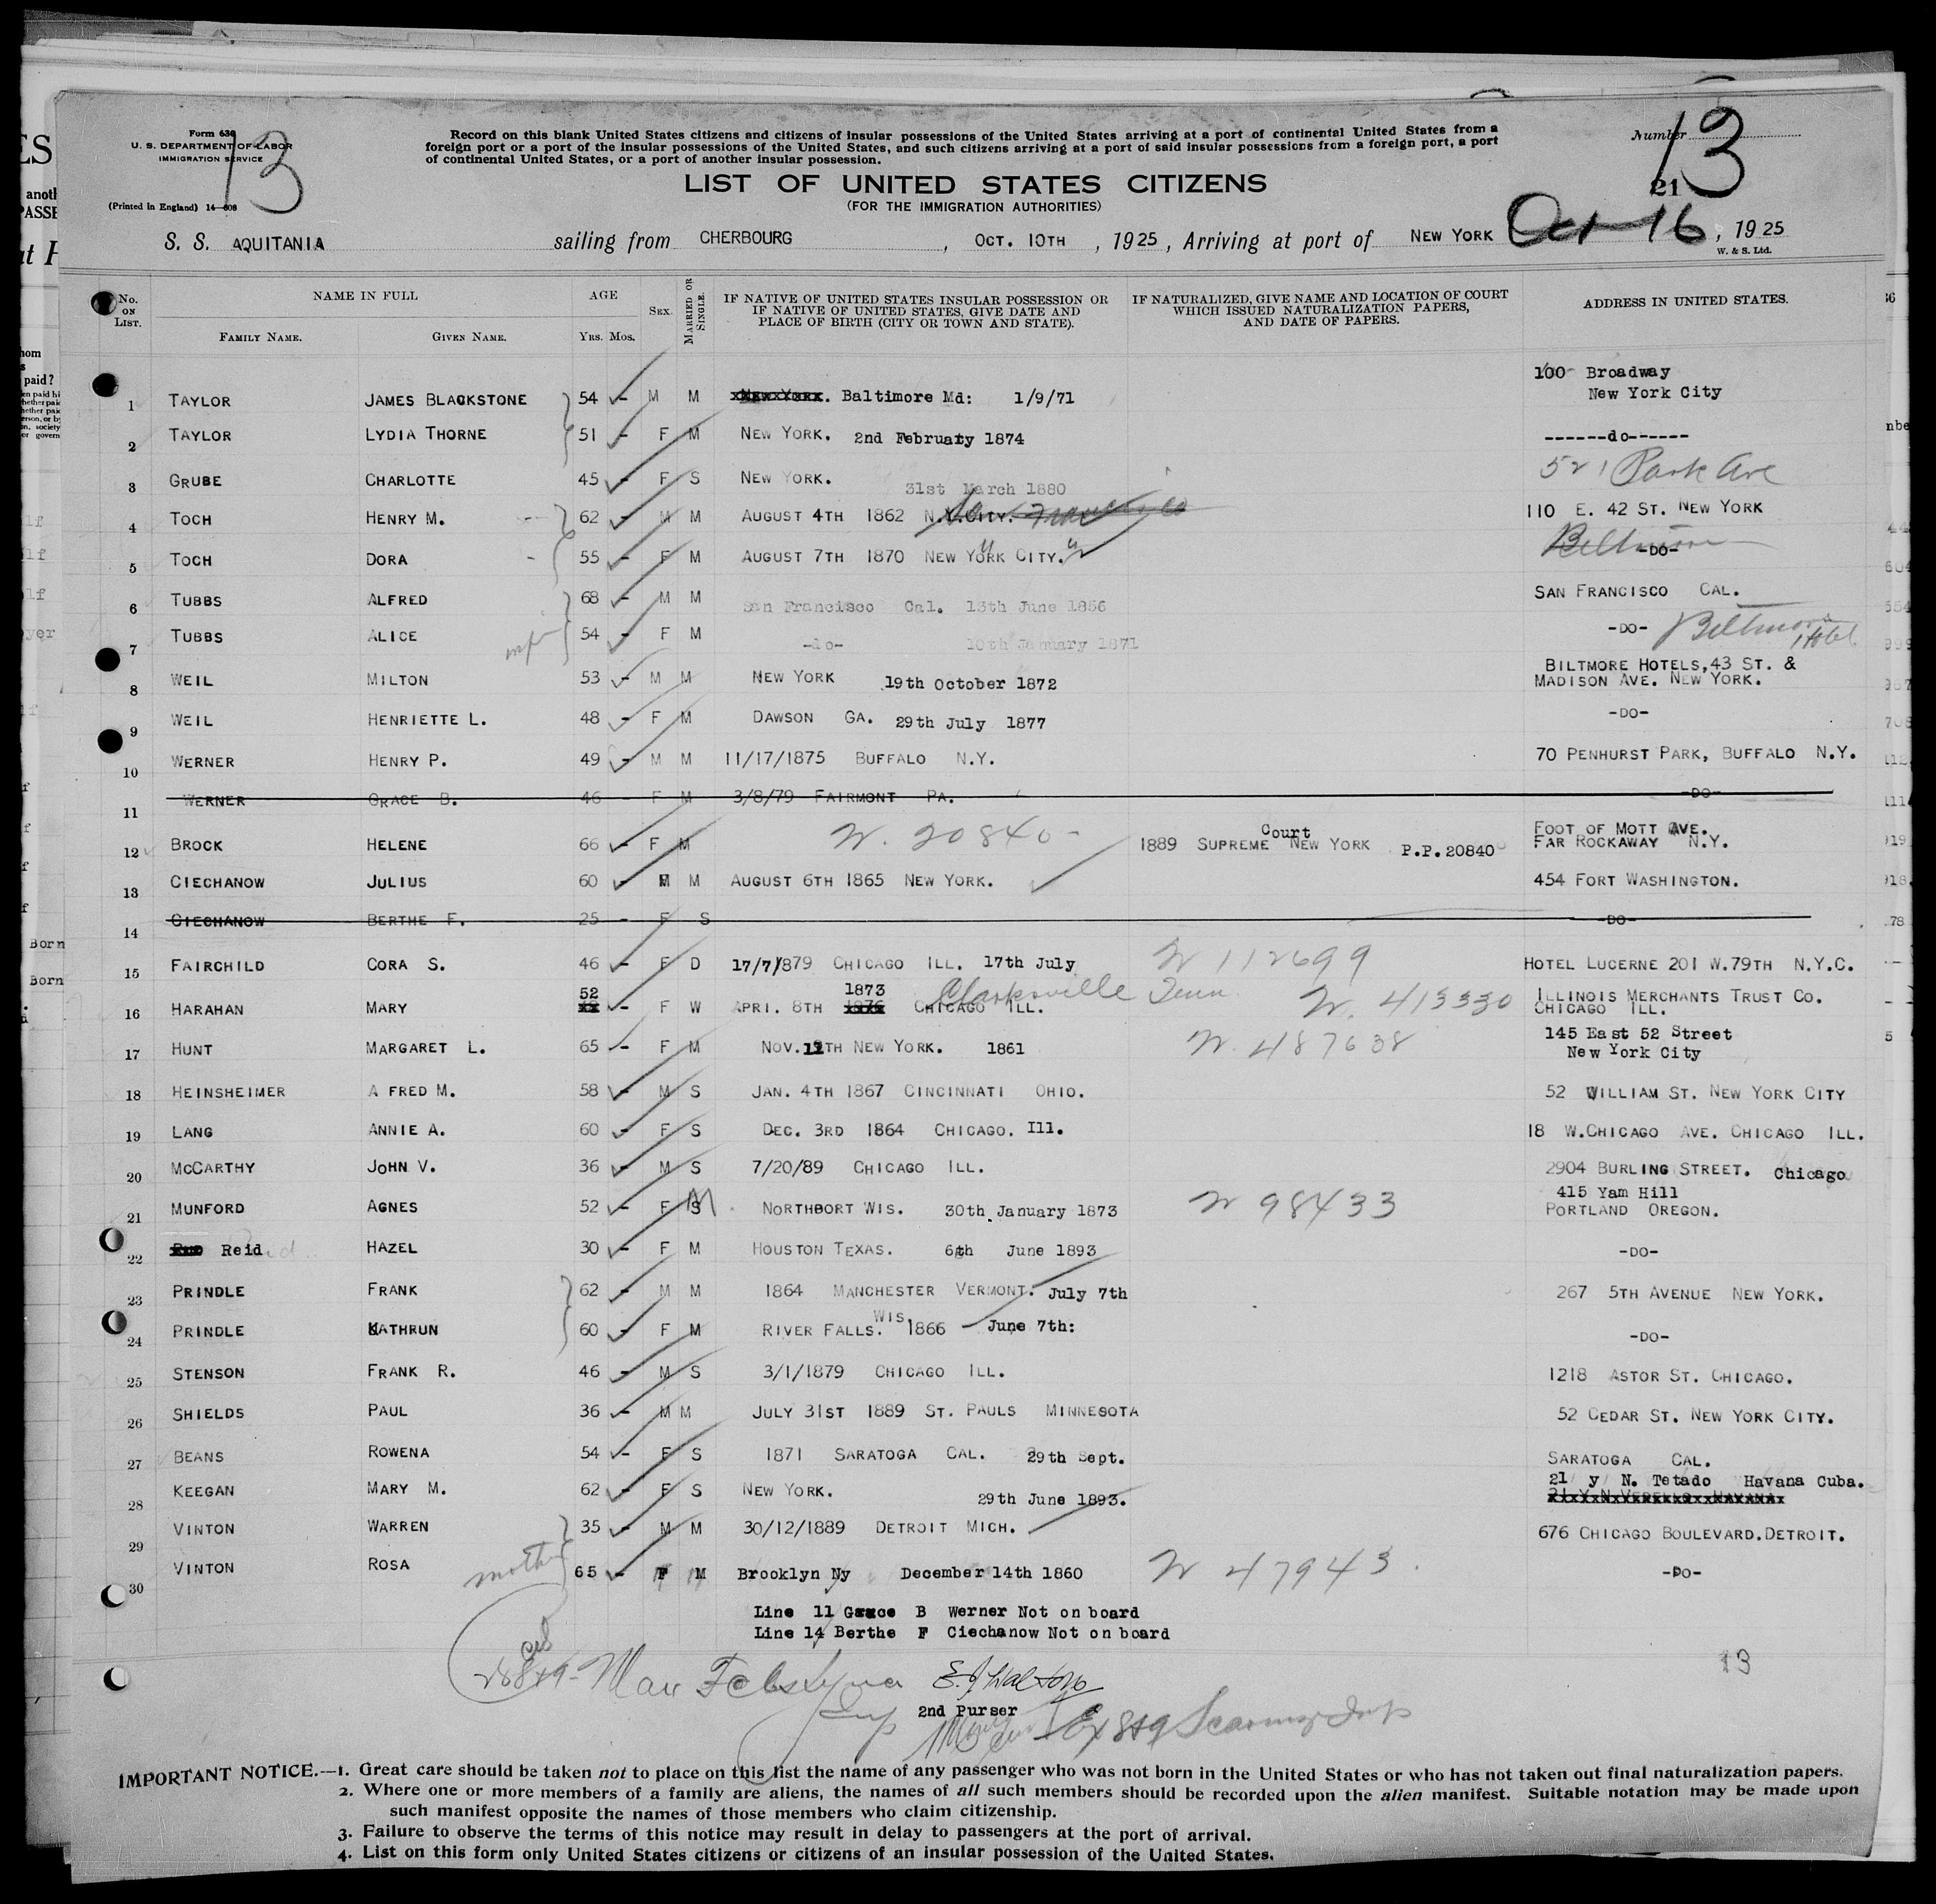 Form 630
U. S. DEPARTMENT OF LABOR
IMMIGRATION SERVICE
(Printed in England) 14—608
13
Record on this blank United States citizens and citizens of insular possessions of the United States arriving at a port of continental United States from a
foreign port or a port of the insular possessions of the United States, and such citizens arriving at a port of said insular possessions from a foreign port, a port
of continental United States, or a port of another insular possession.
Number
13
21
LIST OF UNITED STATES CITIZENS
(FOR THE IMMIGRATION AUTHORITIES)
S. S. AQUITANIA sailing from CHERBOURG, OCT. 10TH, 1925, Arriving at port of NEW YORK Oct 16, 1925
W. & S. Ltd.
No. ON LIST. NAME IN FULL FAMILY NAME. GIVEN NAME. AGE YRS. MOS. SEX. MARRIED OR SINGLE. IF NATIVE OF UNITED STATES INSULAR POSSESSION OR IF NATIVE OF UNITED STATES, GIVE DATE AND PLACE OF BIRTH (CITY OR TOWN AND STATE). IF NATURALIZED, GIVE NAME AND LOCATION OF COURT WHICH ISSUED NATURALIZATION PAPERS, AND DATE OF PAPERS. ADDRESS IN UNITED STATES.
1 TAYLOR JAMES BLACKSTONE 54 - M M NEW YORK. Baltimore Md: 1/9/71 100 Broadway New York City
2 TAYLOR LYDIA THORNE 51 - F M NEW YORK. 2nd February 1874 ------do------
3 GRUBE CHARLOTTE 45 F S NEW YORK. 31st March 1880 521 Park Ave
4 TOCH HENRY M. 62 - M M AUGUST 4TH 1862 N.Y.CITY. San Francisco 110 E. 42 ST. NEW YORK
5 TOCH DORA 55 - F M AUGUST 7TH 1870 NEW YORK CITY. Biltmore -DO-
6 TUBBS ALFRED 68 - M M San Francisco Cal. 13th June 1856 SAN FRANCISCO CAL.
7 TUBBS ALICE 54 - F M -do- 10th January 1871 -DO- Biltmore Hotel
8 WEIL MILTON 53 - M M NEW YORK 19th October 1872 BILTMORE HOTELS,43 ST. & MADISON AVE. NEW YORK.
9 WEIL HENRIETTE L. 48 - F M DAWSON GA. 29th July 1877 -DO-
10 WERNER HENRY P. 49 - M M 11/17/1875 BUFFALO N.Y. 70 PENHURST PARK, BUFFALO N.Y.
11 WERNER GRACE B. 46 - F M 3/8/79 FAIRMONT PA. -DO-
12 BROCK HELENE 66 - F M N. 20840 - 1889 SUPREME Court NEW YORK P.P.20840 FOOT OF MOTT AVE. FAR ROCKAWAY N.Y.
13 CIECHANOW JULIUS 60 - M M AUGUST 6TH 1865 NEW YORK. 454 FORT WASHINGTON.
14 CIECHANOW BERTHE F. 25 - F S -DO-
15 FAIRCHILD CORA S. 46 - F D 17/7/1879 CHICAGO ILL. 17th July N 112699 HOTEL LUCERNE 201 W.79TH N.Y.C.
16 HARAHAN MARY 52 - F W APRI. 8TH 1873 1876 CHICAGO ILL. Clarksville Tenn N. 413330 ILLINOIS MERCHANTS TRUST CO. CHICAGO ILL.
17 HUNT MARGARET L. 65 - F M NOV.12TH NEW YORK. 1861 N. 487638 145 East 52 Street New York City
18 HEINSHEIMER A FRED M. 58 - M S JAN. 4TH 1867 CINCINNATI OHIO. 52 WILLIAM ST. NEW YORK CITY
19 LANG ANNIE A. 60 - F S DEC. 3RD 1864 CHICAGO. Ill. 18 W.CHICAGO AVE. CHICAGO ILL.
20 MCCARTHY JOHN V. 36 - M S 7/20/89 CHICAGO ILL. 2904 BURLING STREET. Chicago
21 MUNFORD AGNES 52 - F S M NORTHBORT WIS. 30th January 1873 N 98433 415 Yam Hill PORTLAND OREGON.
22 Reid HAZEL 30 - F M HOUSTON TEXAS. 6th June 1893 -DO-
23 PRINDLE FRANK 62 - M M 1864 MANCHESTER VERMONT. July 7th 267 5TH AVENUE NEW YORK.
24 PRINDLE KATHRUN 60 - F M RIVER FALLS. WIS. 1866 June 7th: -DO-
25 STENSON FRANK R. 46 - M S 3/1/1879 CHICAGO ILL. 1218 ASTOR ST. CHICAGO.
26 SHIELDS PAUL 36 - M M JULY 31ST 1889 ST. PAULS MINNESOTA 52 CEDAR ST. NEW YORK CITY.
27 BEANS ROWENA 54 - F S 1871 SARATOGA CAL. 29th Sept. SARATOGA CAL.
28 KEEGAN MARY M. 62 - F S NEW YORK. 29th June 1893. 21 y N. Tetado Havana Cuba.
29 VINTON WARREN 35 - M M 30/12/1889 DETROIT MICH. 676 CHICAGO BOULEVARD.DETROIT.
30 VINTON ROSA mother 65 - F M Brooklyn Ny December 14th 1860 N 47943. -DO-
Line 11 Grace B Werner Not on board
Line 14 Berthe F Ciechanow Not on board
13
2nd Purser
IMPORTANT NOTICE.—1. Great care should be taken not to place on this list the name of any passenger who was not born in the United States or who has not taken out final naturalization papers.
2. Where one or more members of a family are aliens, the names of all such members should be recorded upon the alien manifest. Suitable notation may be made upon
such manifest opposite the names of those members who claim citizenship.
3. Failure to observe the terms of this notice may result in delay to passengers at the port of arrival.
4. List on this form only United States citizens or citizens of an insular possession of the United States.